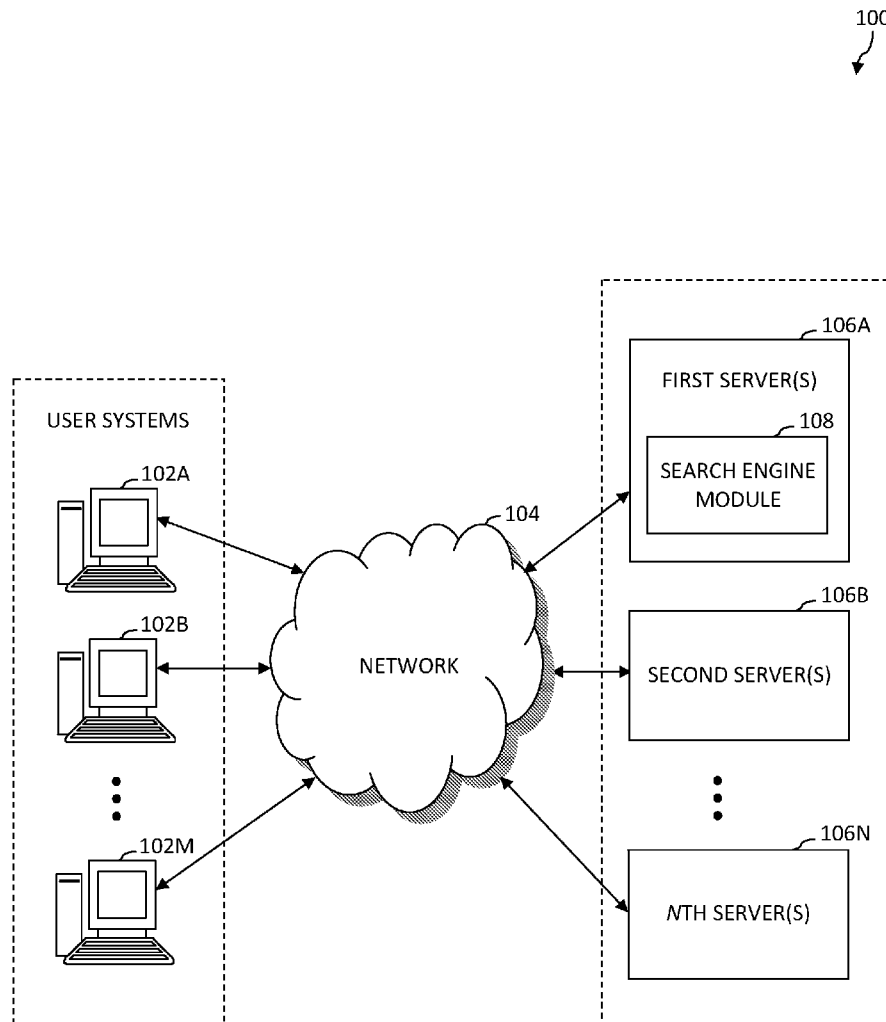 100
106A
FIRST SERVER(S)
108
SEARCH ENGINE
MODULE
USER SYSTEMS
102A
104
102B
NETWORK
106B
SECOND SERVER(S)
102M
106N
NTH SERVER(S)